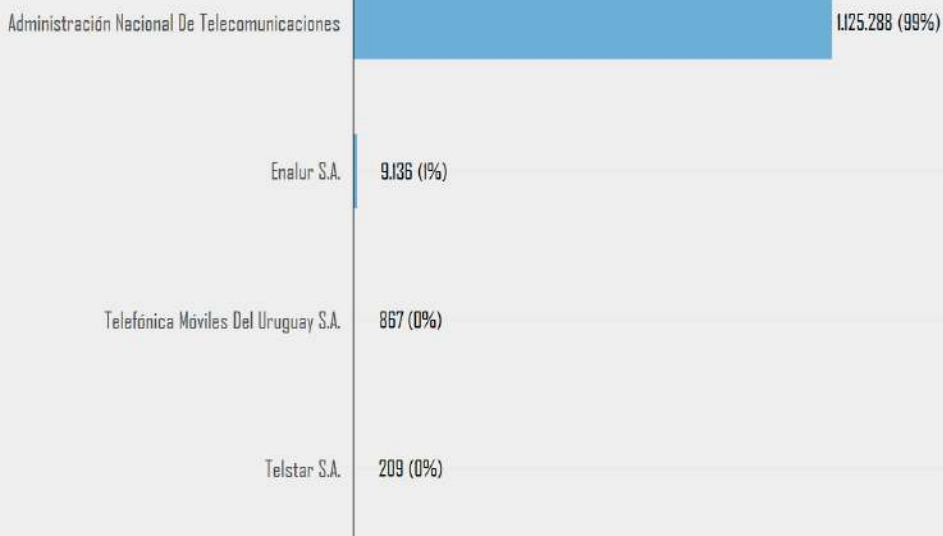 Administración Nacional De Telecomunicaciones 1.125.288 (99%)
Enalur S.A. 9.136 (1%)
Telefónica Móviles Del Uruguay S.A. 867 (0%)
Telstar S.A. 209 (0%)